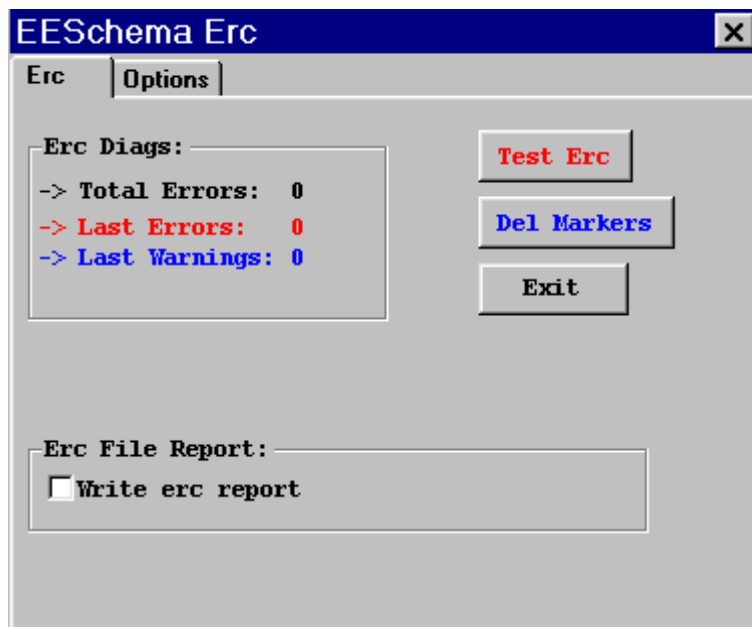 EESchema Erc
Erc
Options
Erc Diags:
-> Total Errors: 0
-> Last Errors: 0
-> Last Warnings: 0
Test Erc
Del Markers
Exit
Erc File Report:
Write erc report